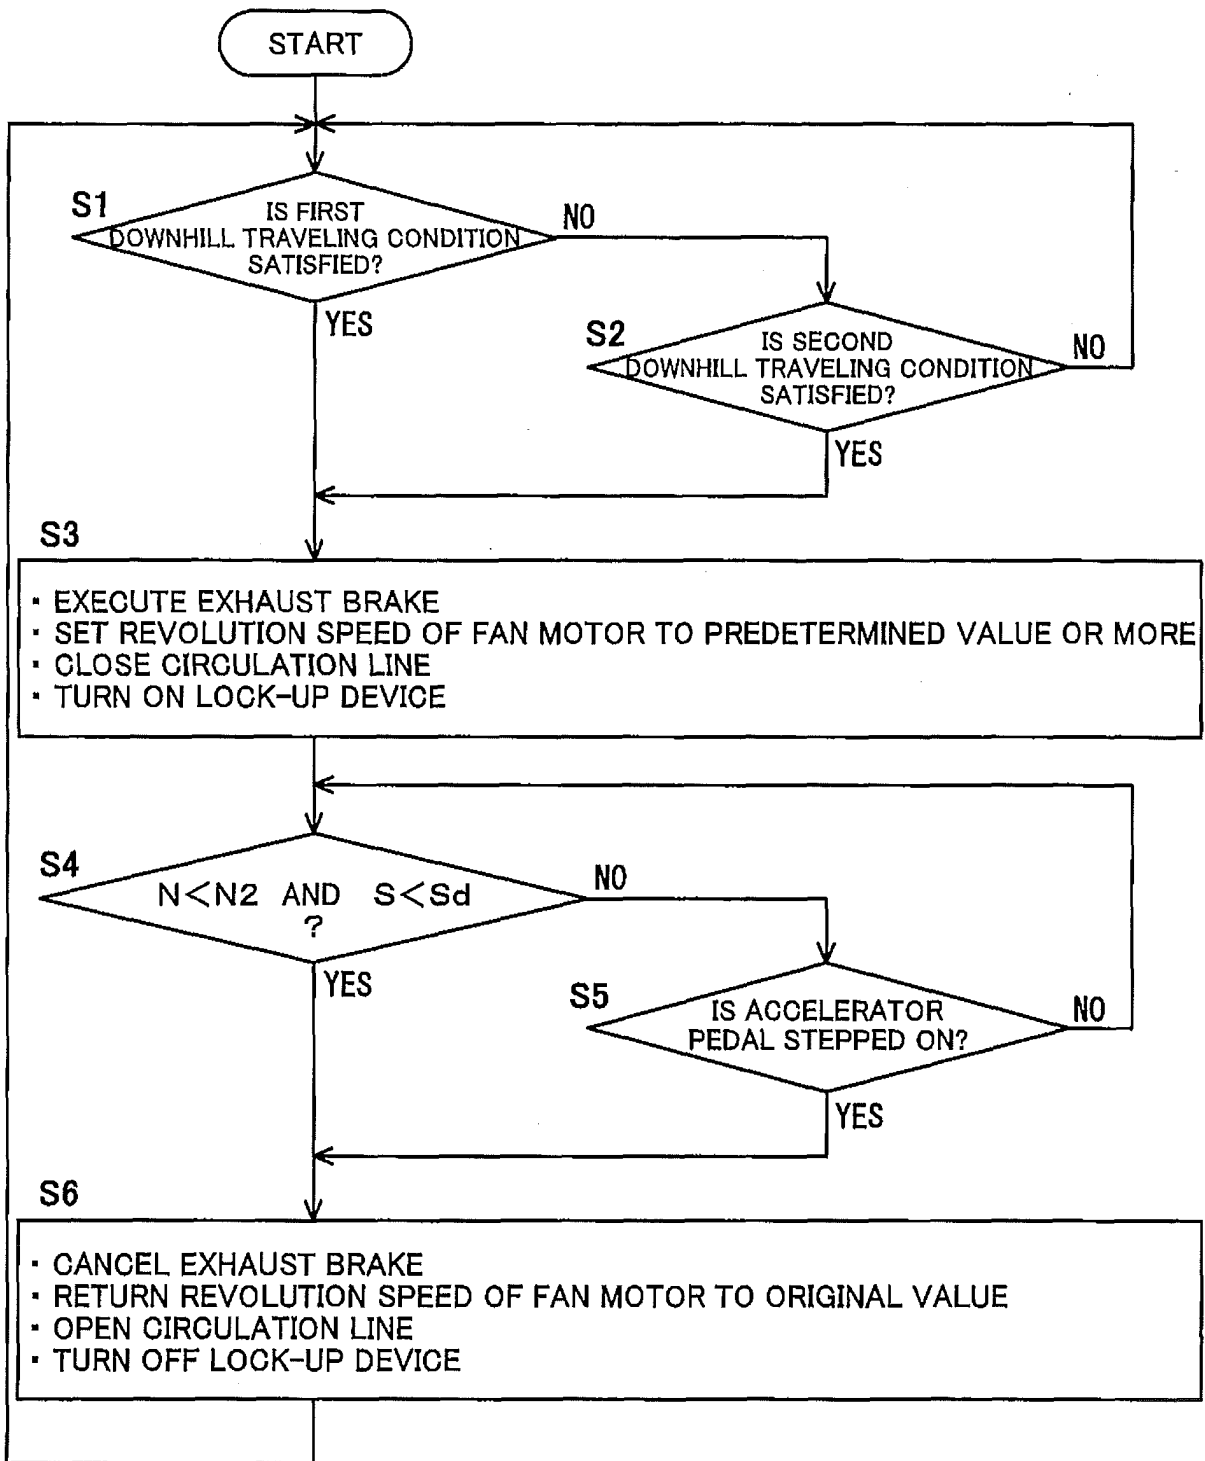 START
S1
IS FIRST
DOWNHILL TRAVELING CONDITION
SATISFIED?
NO
YES
S2
IS SECOND
DOWNHILL TRAVELING CONDITION
SATISFIED?
NO
YES
S3
▪ EXECUTE EXHAUST BRAKE
▪ SET REVOLUTION SPEED OF FAN MOTOR TO PREDETERMINED VALUE OR MORE
▪ CLOSE CIRCULATION LINE
▪ TURN ON LOCK-UP DEVICE
S4
N<N2 AND S<Sd
?
NO
YES
S5
IS ACCELERATOR
PEDAL STEPPED ON?
NO
YES
S6
▪ CANCEL EXHAUST BRAKE
▪ RETURN REVOLUTION SPEED OF FAN MOTOR TO ORIGINAL VALUE
▪ OPEN CIRCULATION LINE
▪ TURN OFF LOCK-UP DEVICE